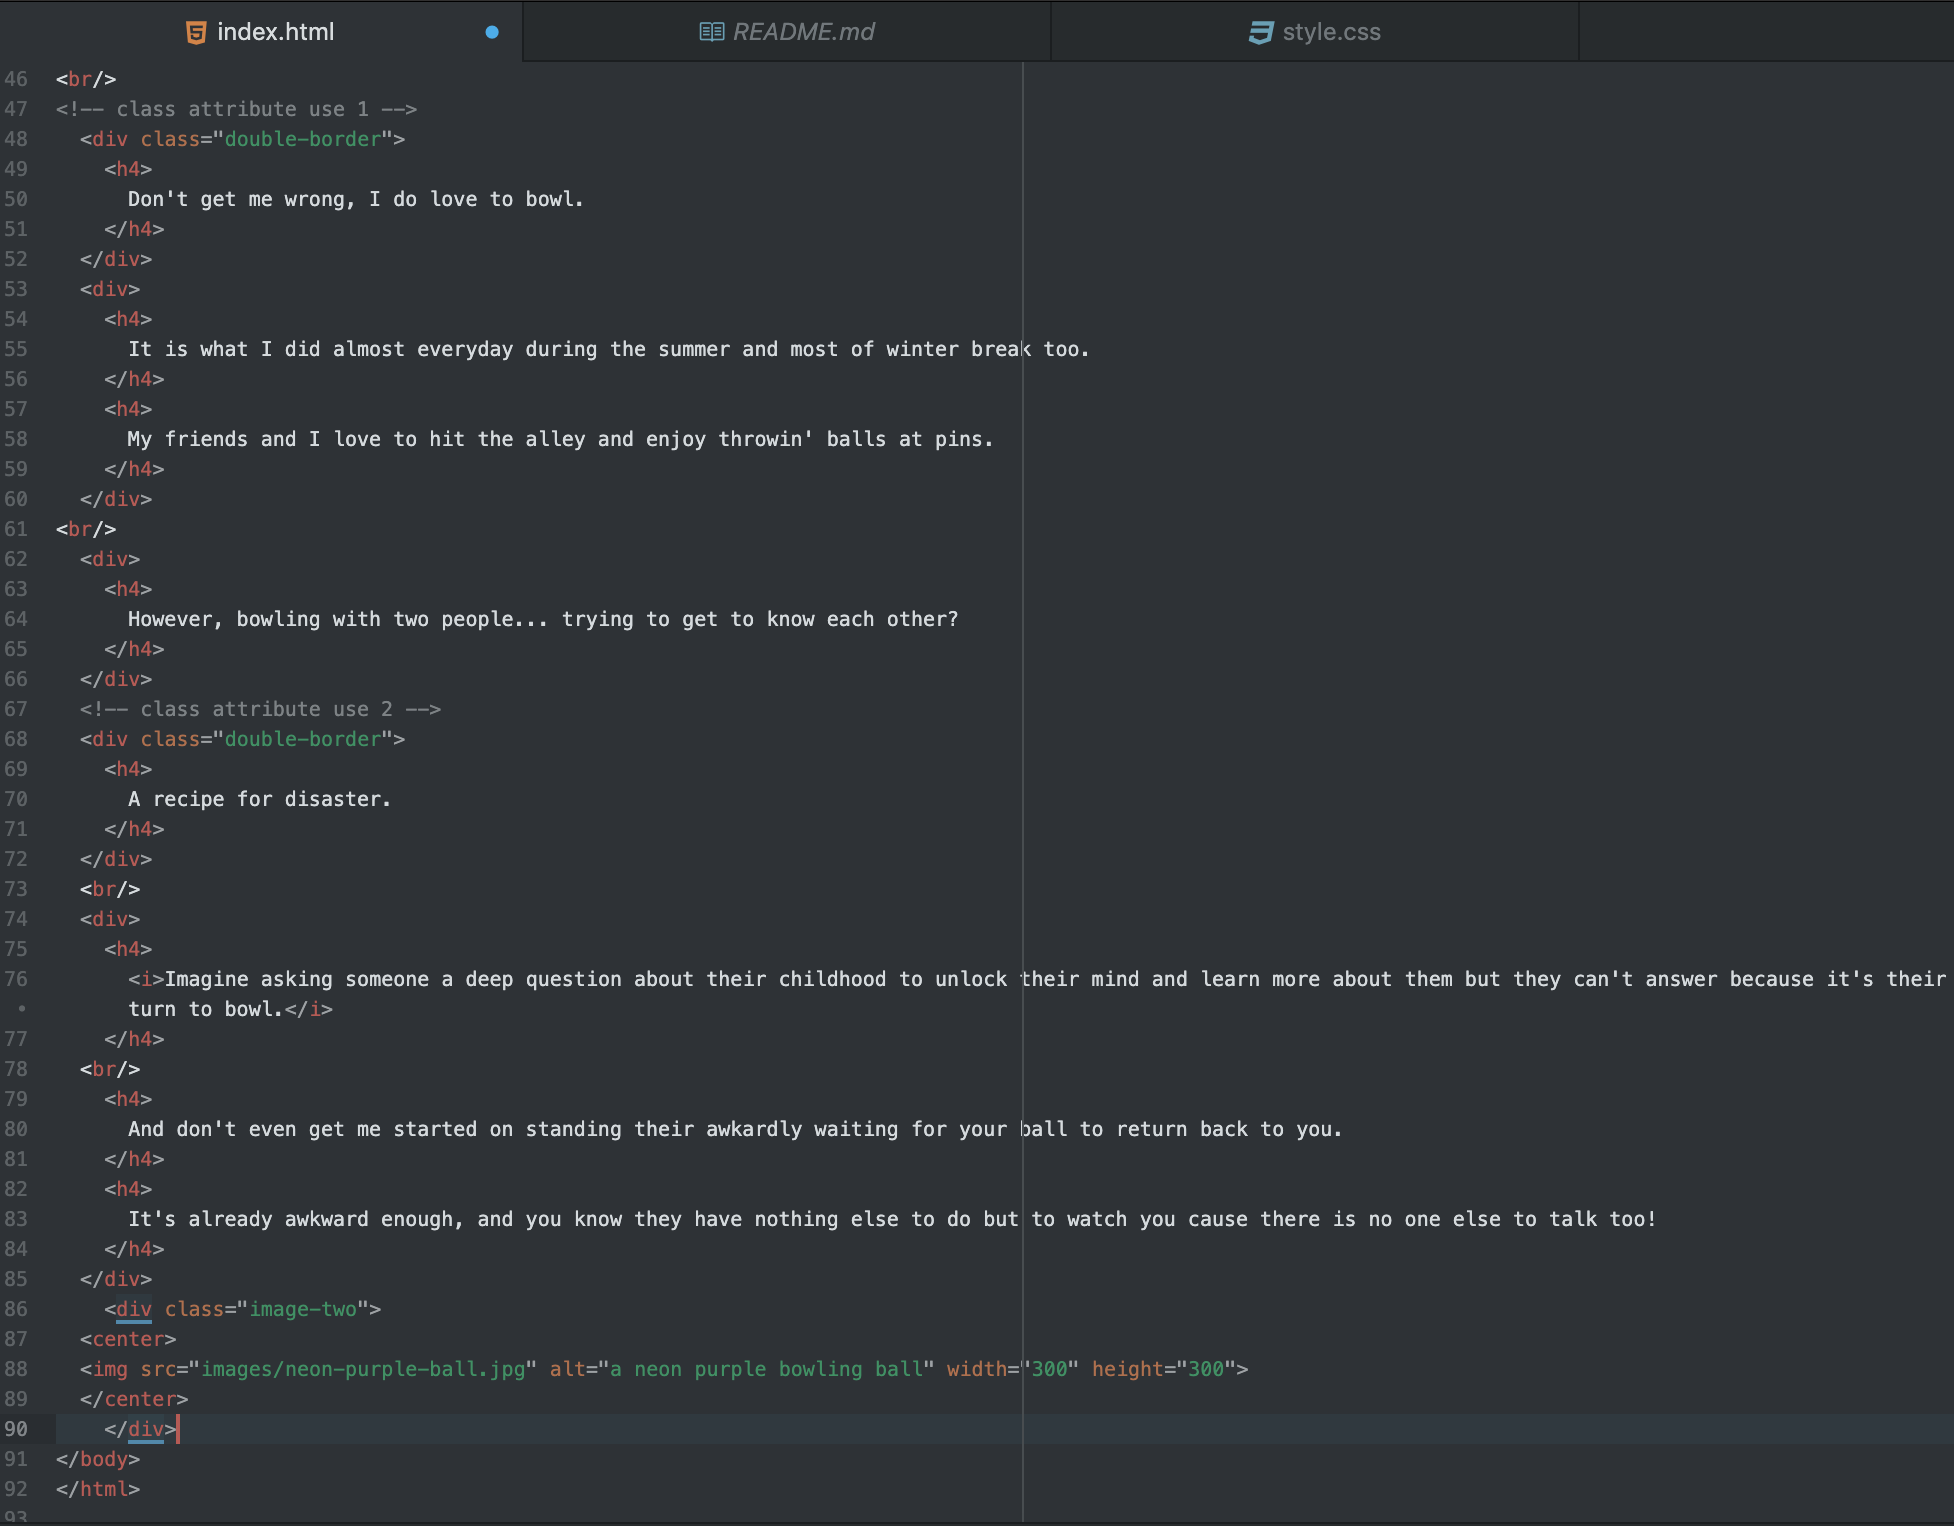 index.html
README.md
style.css
46 <br/>
47 <!-- class attribute use 1 -->
48 <div class="double-border">
49 <h4>
50 Don't get me wrong, I do love to bowl.
51 </h4>
52 </div>
53 <div>
54 <h4>
55 It is what I did almost everyday during the summer and most of winter break too.
56 </h4>
57 <h4>
58 My friends and I love to hit the alley and enjoy throwin' balls at pins.
59 </h4>
60 </div>
61 <br/>
62 <div>
63 <h4>
64 However, bowling with two people... trying to get to know each other?
65 </h4>
66 </div>
67 <!-- class attribute use 2 -->
68 <div class="double-border">
69 <h4>
70 A recipe for disaster.
71 </h4>
72 </div>
73 <br/>
74 <div>
75 <h4>
76 <i>Imagine asking someone a deep question about their childhood to unlock their mind and learn more about them but they can't answer because it's their
• turn to bowl.</i>
77 </h4>
78 <br/>
79 <h4>
80 And don't even get me started on standing their awkardly waiting for your ball to return back to you.
81 </h4>
82 <h4>
83 It's already awkward enough, and you know they have nothing else to do but to watch you cause there is no one else to talk too!
84 </h4>
85 </div>
86 <div class="image-two">
87 <center>
88 <img src="images/neon-purple-ball.jpg" alt="a neon purple bowling ball" width="300" height="300">
89 </center>
90 </div>
91 </body>
92 </html>
93